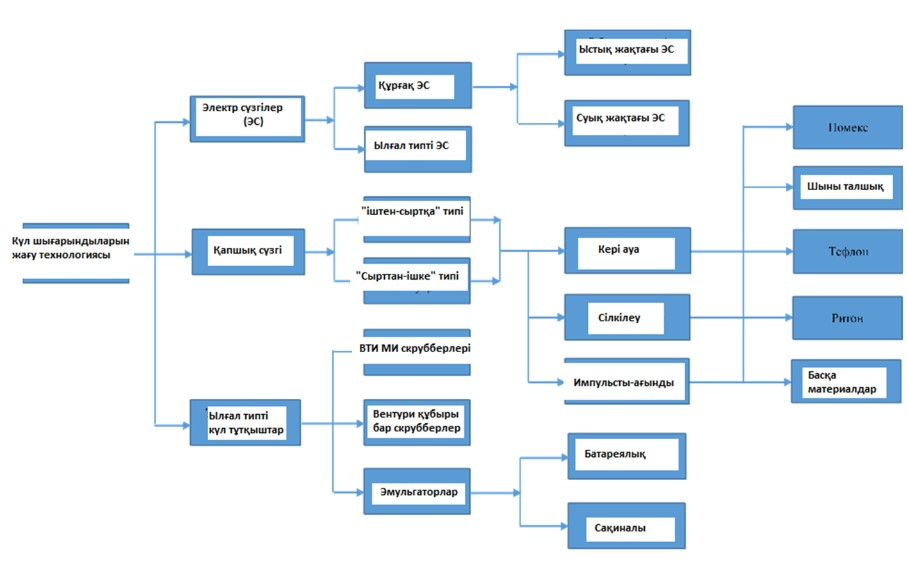 Ыстық жақтағы ЭС
Құрғақ ЭС
Электр сүзгілер
(ЭС)
Суық жақтағы ЭС
Помекс
Ылғал типті ЭС
Шыны талшық
"іштен-сыртқа" типі
Күл шығарындыларын
жағу технологиясы
Қапшық сүзгі
Кері ауа
Тефлон
"Сырттан-ішке" типі
Сілкілеу
Ритон
ВТИ МИ скрубберлері
Импульсты-ағынды
Басқа
материалдар
Ылғал типті
күл тұтқыштар
Вентури құбыры
бар скрубберлер
Батареялық
Эмульгаторлар
Сақиналы